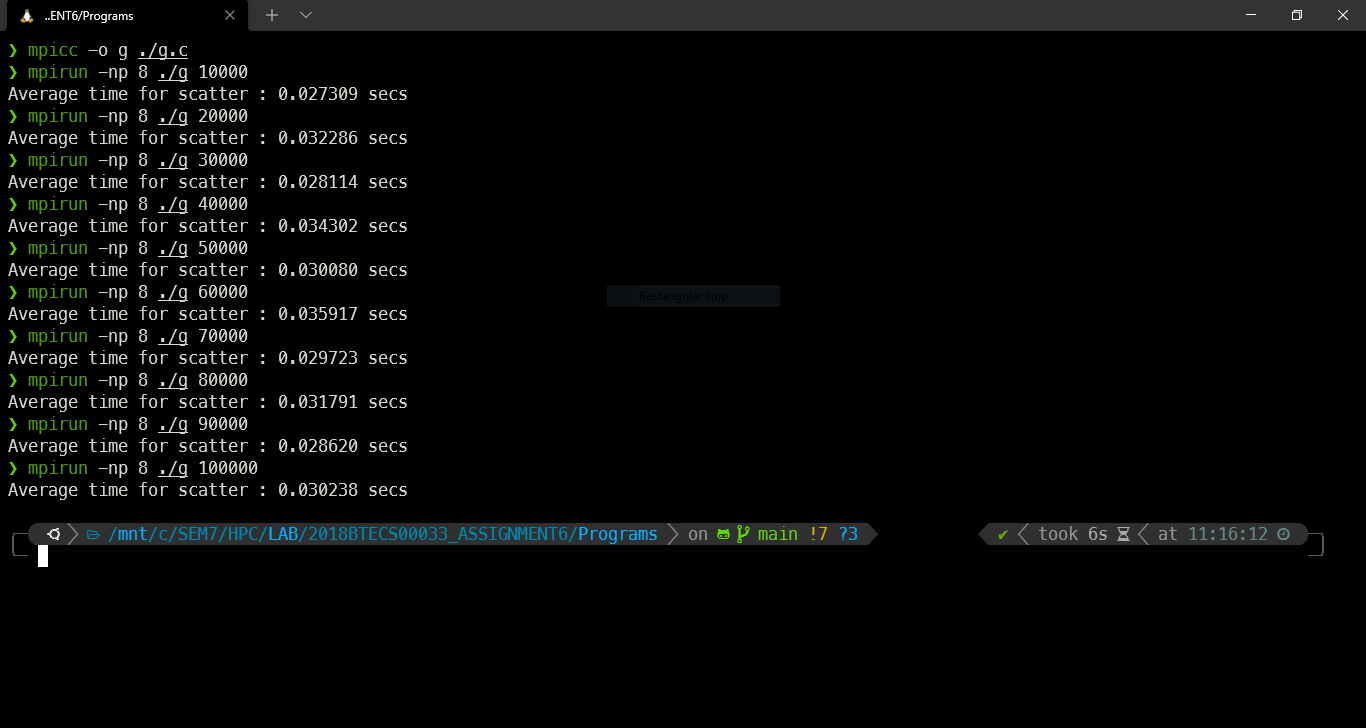 ..ENT6/Programs
❯ mpicc -o g ./g.c
❯ mpirun -np 8 ./g 10000
Average time for scatter : 0.027309 secs
❯ mpirun -np 8 ./g 20000
Average time for scatter : 0.032286 secs
❯ mpirun -np 8 ./g 30000
Average time for scatter : 0.028114 secs
❯ mpirun -np 8 ./g 40000
Average time for scatter : 0.034302 secs
❯ mpirun -np 8 ./g 50000
Average time for scatter : 0.030080 secs
❯ mpirun -np 8 ./g 60000
Rectangular Snip
Average time for scatter : 0.035917 secs
❯ mpirun -np 8 ./g 70000
Average time for scatter : 0.029723 secs
❯ mpirun -np 8 ./g 80000
Average time for scatter : 0.031791 secs
❯ mpirun -np 8 ./g 90000
Average time for scatter : 0.028620 secs
❯ mpirun -np 8 ./g 100000
Average time for scatter : 0.030238 secs
/mnt/c/SEM7/HPC/LAB/2018BTECS00033_ASSIGNMENT6/Programs on main !7 ?3 ✔ took 6s at 11:16:12